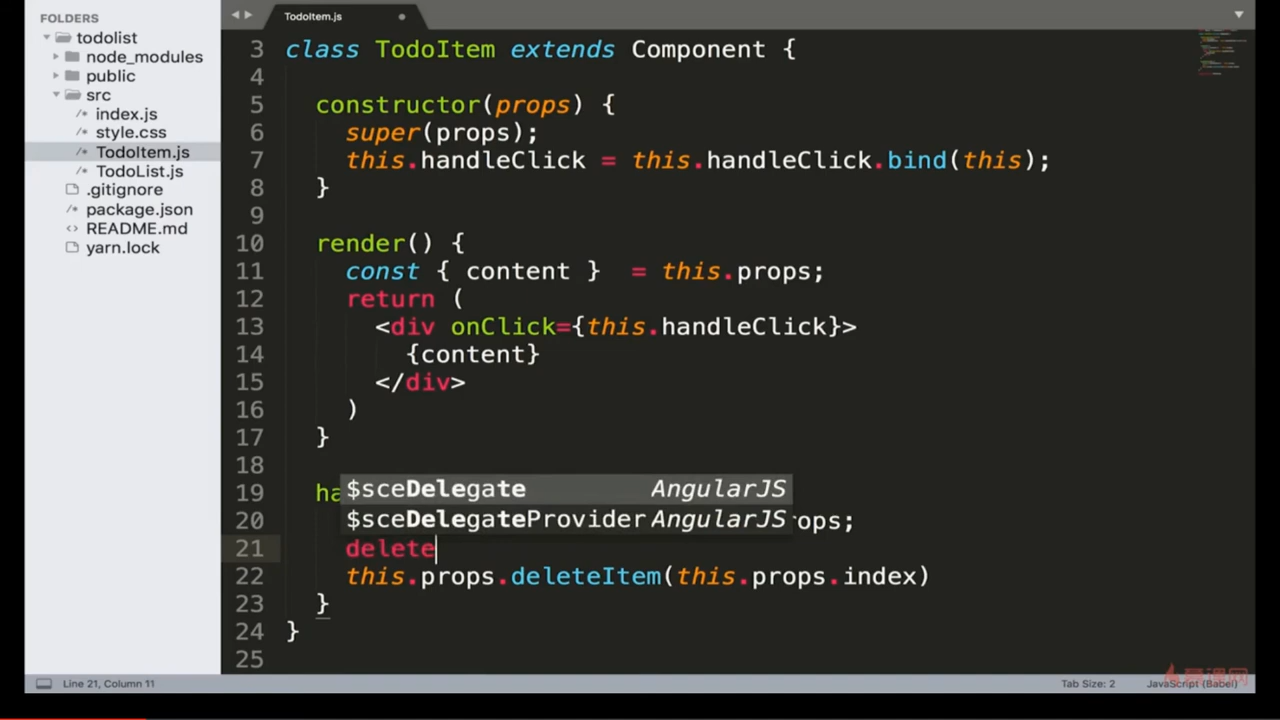 FOLDERS
todolist
node_modules
public
src
index.js
style.css
TodoItem.js
TodoList.js
.gitignore
package.json
README.md
yarn.lock
TodoItem.js
3 class TodoItem extends Component {
4
5 constructor(props) {
6 super(props);
7 this.handleClick = this.handleClick.bind(this);
8 }
9
10 render() {
11 const { content }  = this.props;
12 return (
13 <div onClick={this.handleClick}>
14 {content}
15 </div>
16 )
17 }
18
$sceDelegate AngularJS
19 ha
$sceDelegateProvider AngularJS
20 rops;
21 delete
22 this.props.deleteItem(this.props.index)
23 }
24 }
25
慕课网
Line 21, Column 11
Tab Size: 2
JavaScript (Babel)